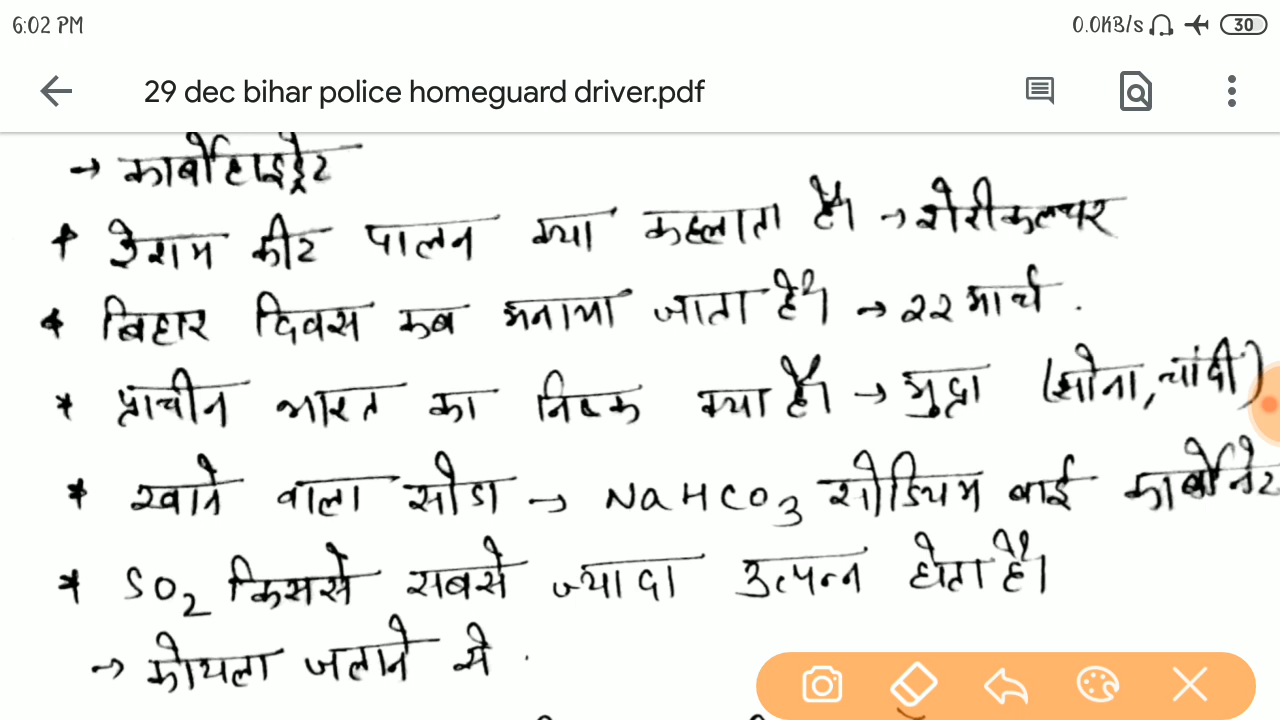 6:02 PM 0.0KB/s 30
29 dec bihar police homeguard driver.pdf
→ कार्बोहाइड्रेट
* रेशम कीट पालन क्या कहलाता है। → शेरीकल्चर
* बिहार दिवस कब मनाया जाता है। → २२ मार्च .
* प्राचीन भारत का निष्क क्या है। → मुद्रा (सोना, चांदी)
* खाने वाला सोडा → NaHCO3 सोडियम बाई कार्बोनेट
* SO2 किससे सबसे ज्यादा उत्पन्न होता है।
→ कोयला जलाने से .